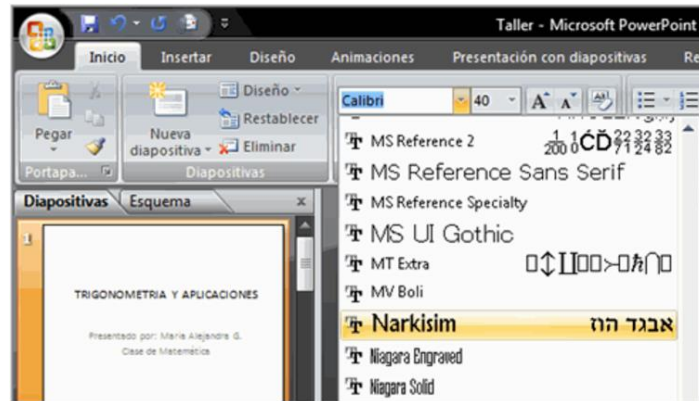 Taller - Microsoft PowerPoint
Inicio Insertar Diseño Animaciones Presentación con diapositivas Re
Pegar
Portapa...
Nueva
diapositiva
Diseño
Restablecer
Eliminar
Diapositivas
Calibri 40
MS Reference 2
MS Reference Sans Serif
MS Reference Specialty
MS UI Gothic
MT Extra
MV Boli
Narkisim אבגד הוז
Niagara Engraved
Niagara Solid
Diapositivas Esquema x
1
TRIGONOMETRIA Y APLICACIONES
Presentado por: Maria Alejandra G.
Clase de Matemática